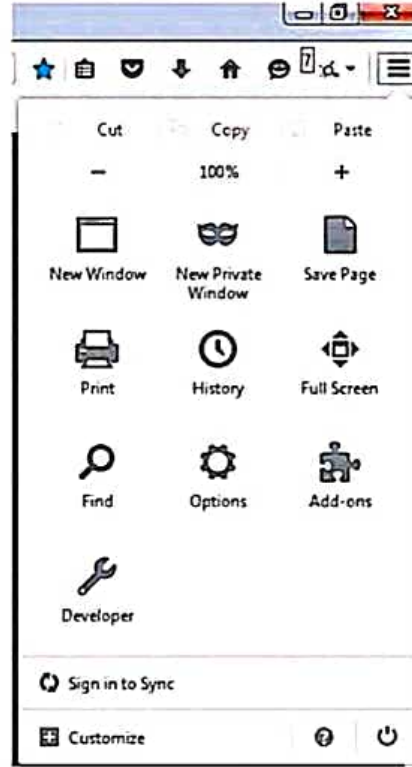 7
Cut Copy Paste
− 100% +
New Window New Private Window Save Page
Print History Full Screen
Find Options Add-ons
Developer
Sign in to Sync
Customize ?